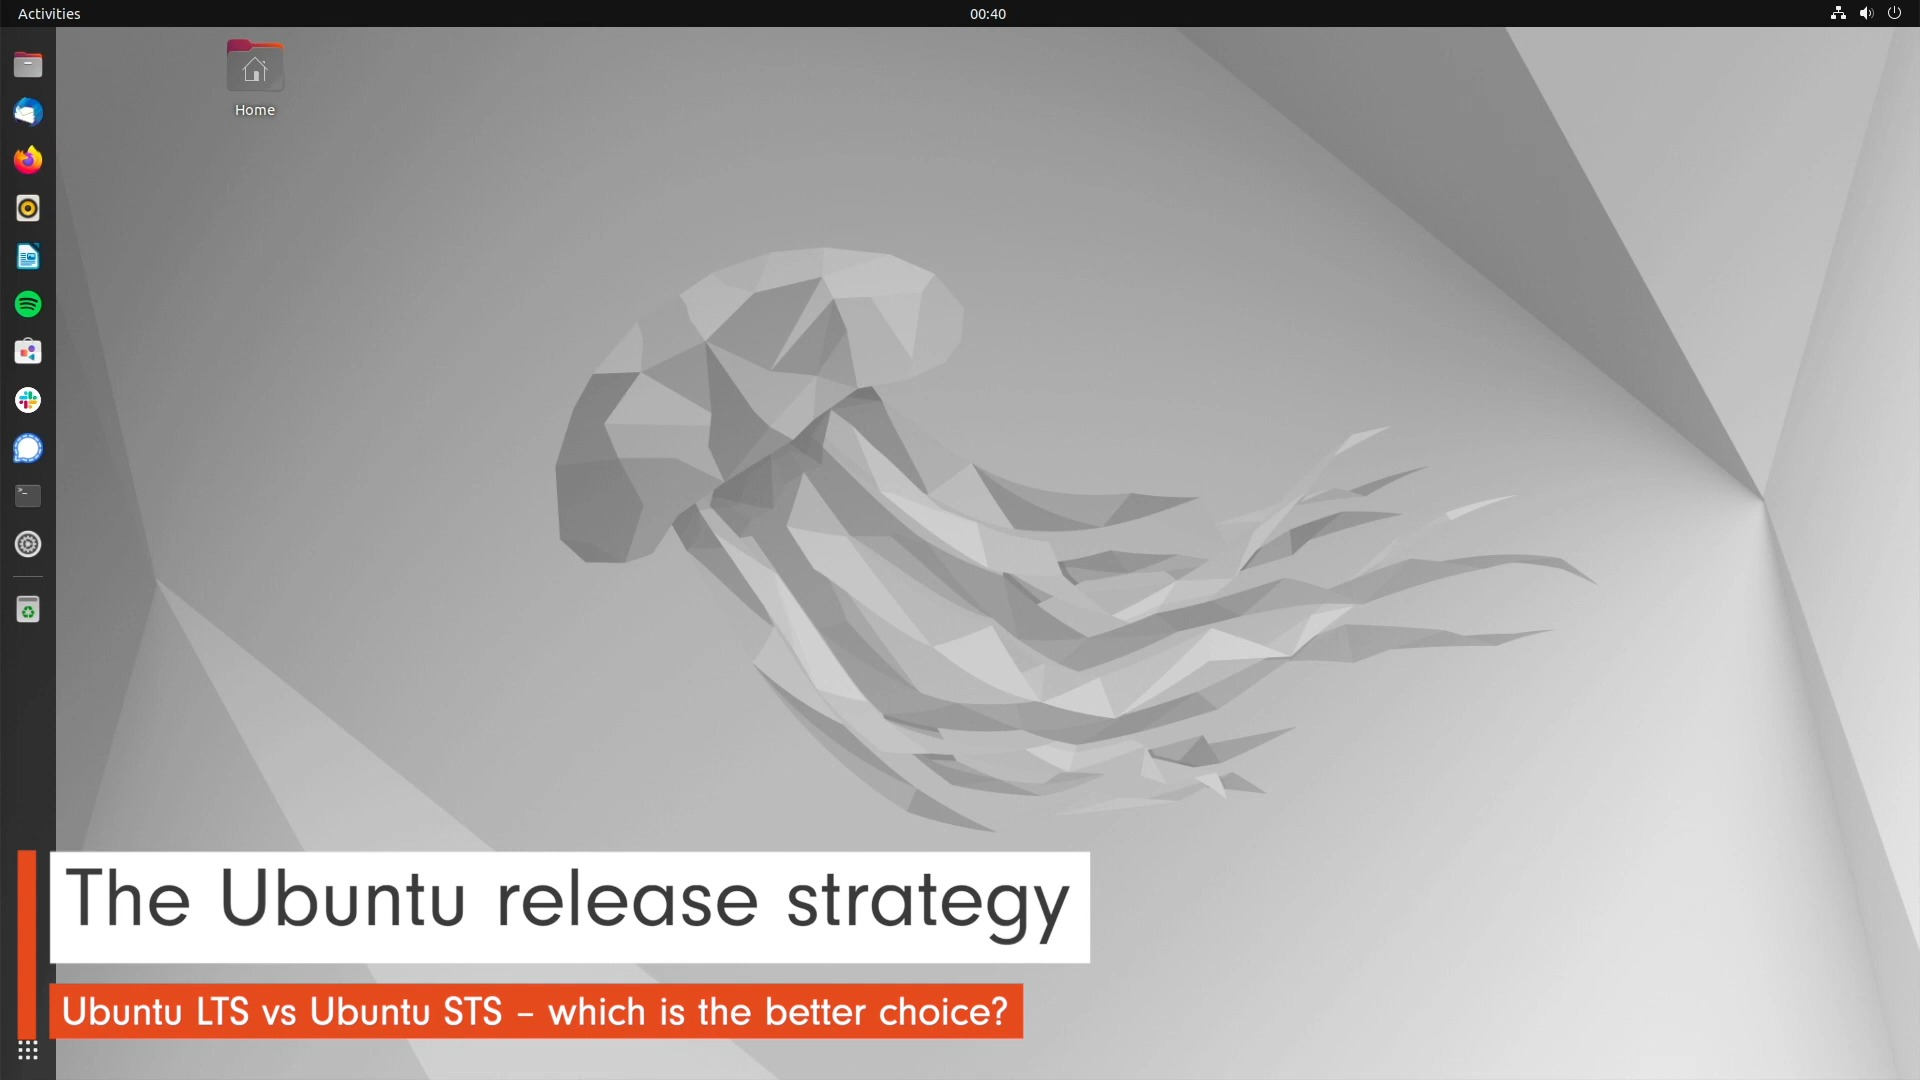 Activities
00:40
Home
The Ubuntu release strategy
Ubuntu LTS vs Ubuntu STS – which is the better choice?